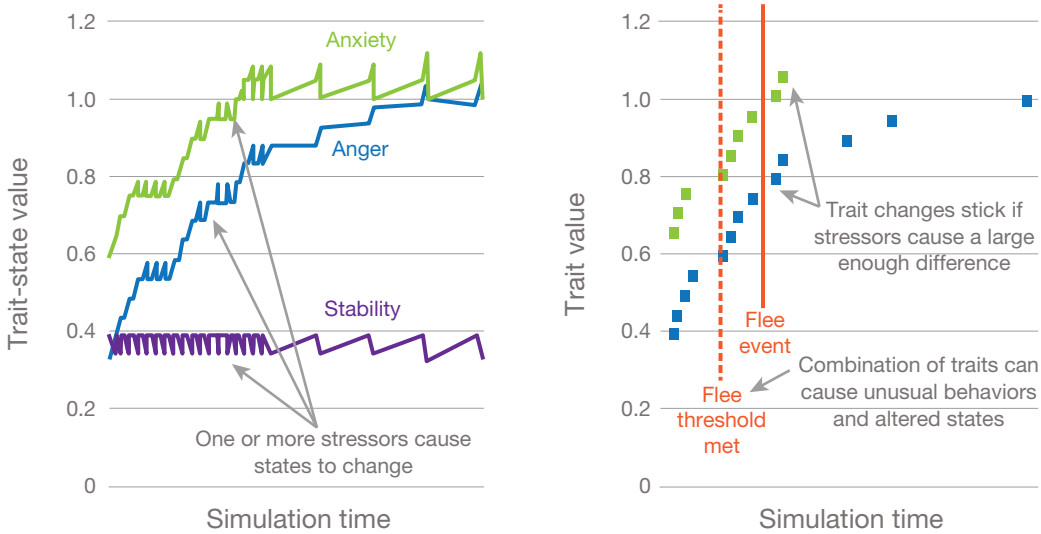 1.2
1.0
0.8
0.6
0.4
0.2
0
Trait-state value
Anxiety
Anger
Stability
One or more stressors cause
states to change
Simulation time
1.2
1.0
0.8
0.6
0.4
0.2
0
Trait value
Trait changes stick if
stressors cause a large
enough difference
Flee
event
Combination of traits can
cause unusual behaviors
and altered states
Flee
threshold
met
Simulation time